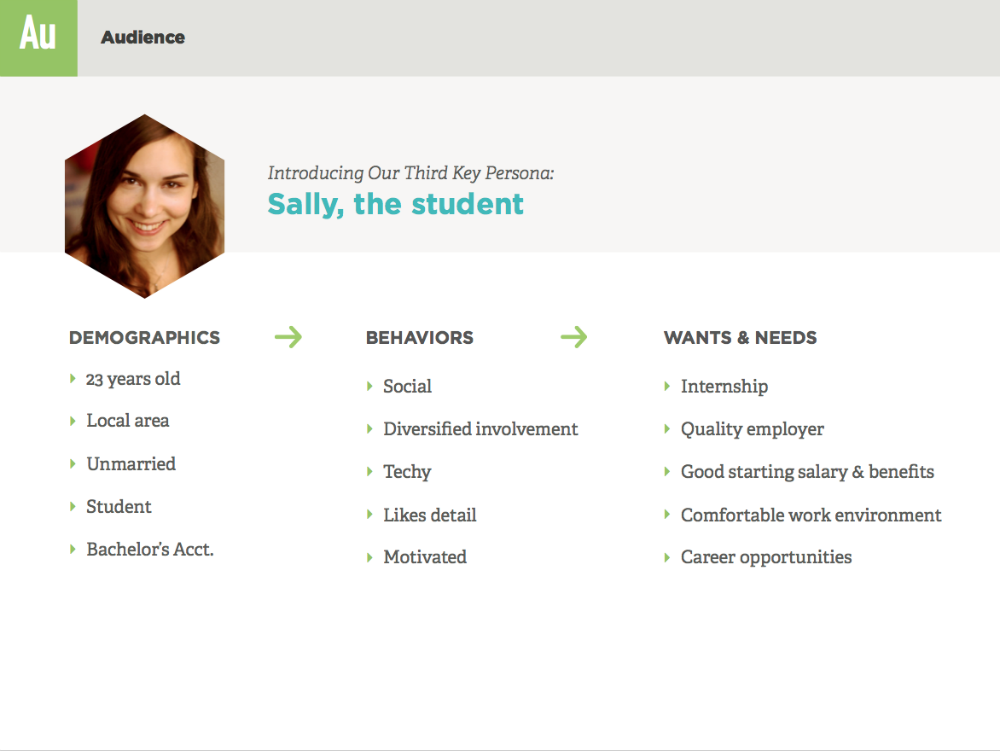 Au
Audience
Introducing Our Third Key Persona:
Sally, the student
DEMOGRAPHICS
23 years old
Local area
Unmarried
Student
Bachelor’s Acct.
BEHAVIORS
Social
Diversified involvement
Techy
Likes detail
Motivated
WANTS & NEEDS
Internship
Quality employer
Good starting salary & benefits
Comfortable work environment
Career opportunities